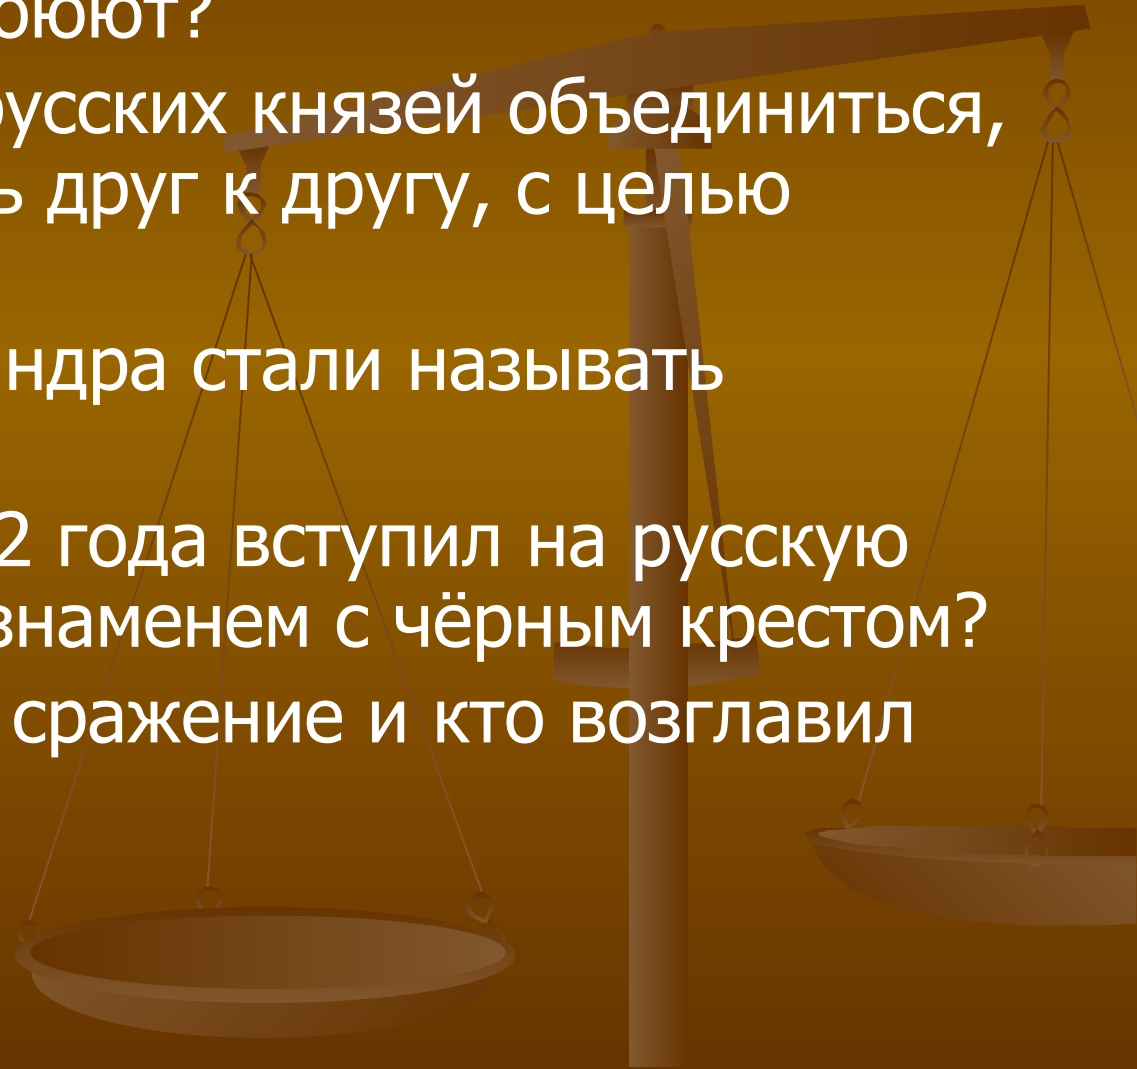 оюют?
русских князей объединиться,
ь друг к другу, с целью
ндра стали называть
2 года вступил на русскую
знаменем с чёрным крестом?
сражение и кто возглавил